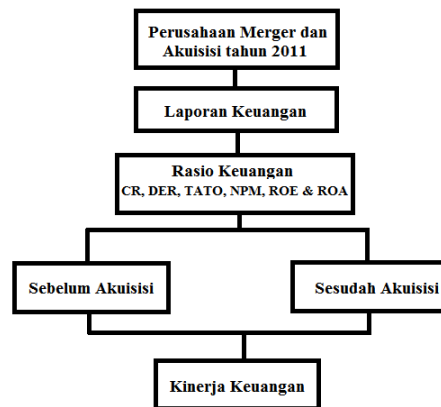 Perusahaan Merger dan
Akuisisi tahun 2011
Laporan Keuangan
Rasio Keuangan
CR, DER, TATO, NPM, ROE & ROA
Sebelum Akuisisi
Sesudah Akuisisi
Kinerja Keuangan